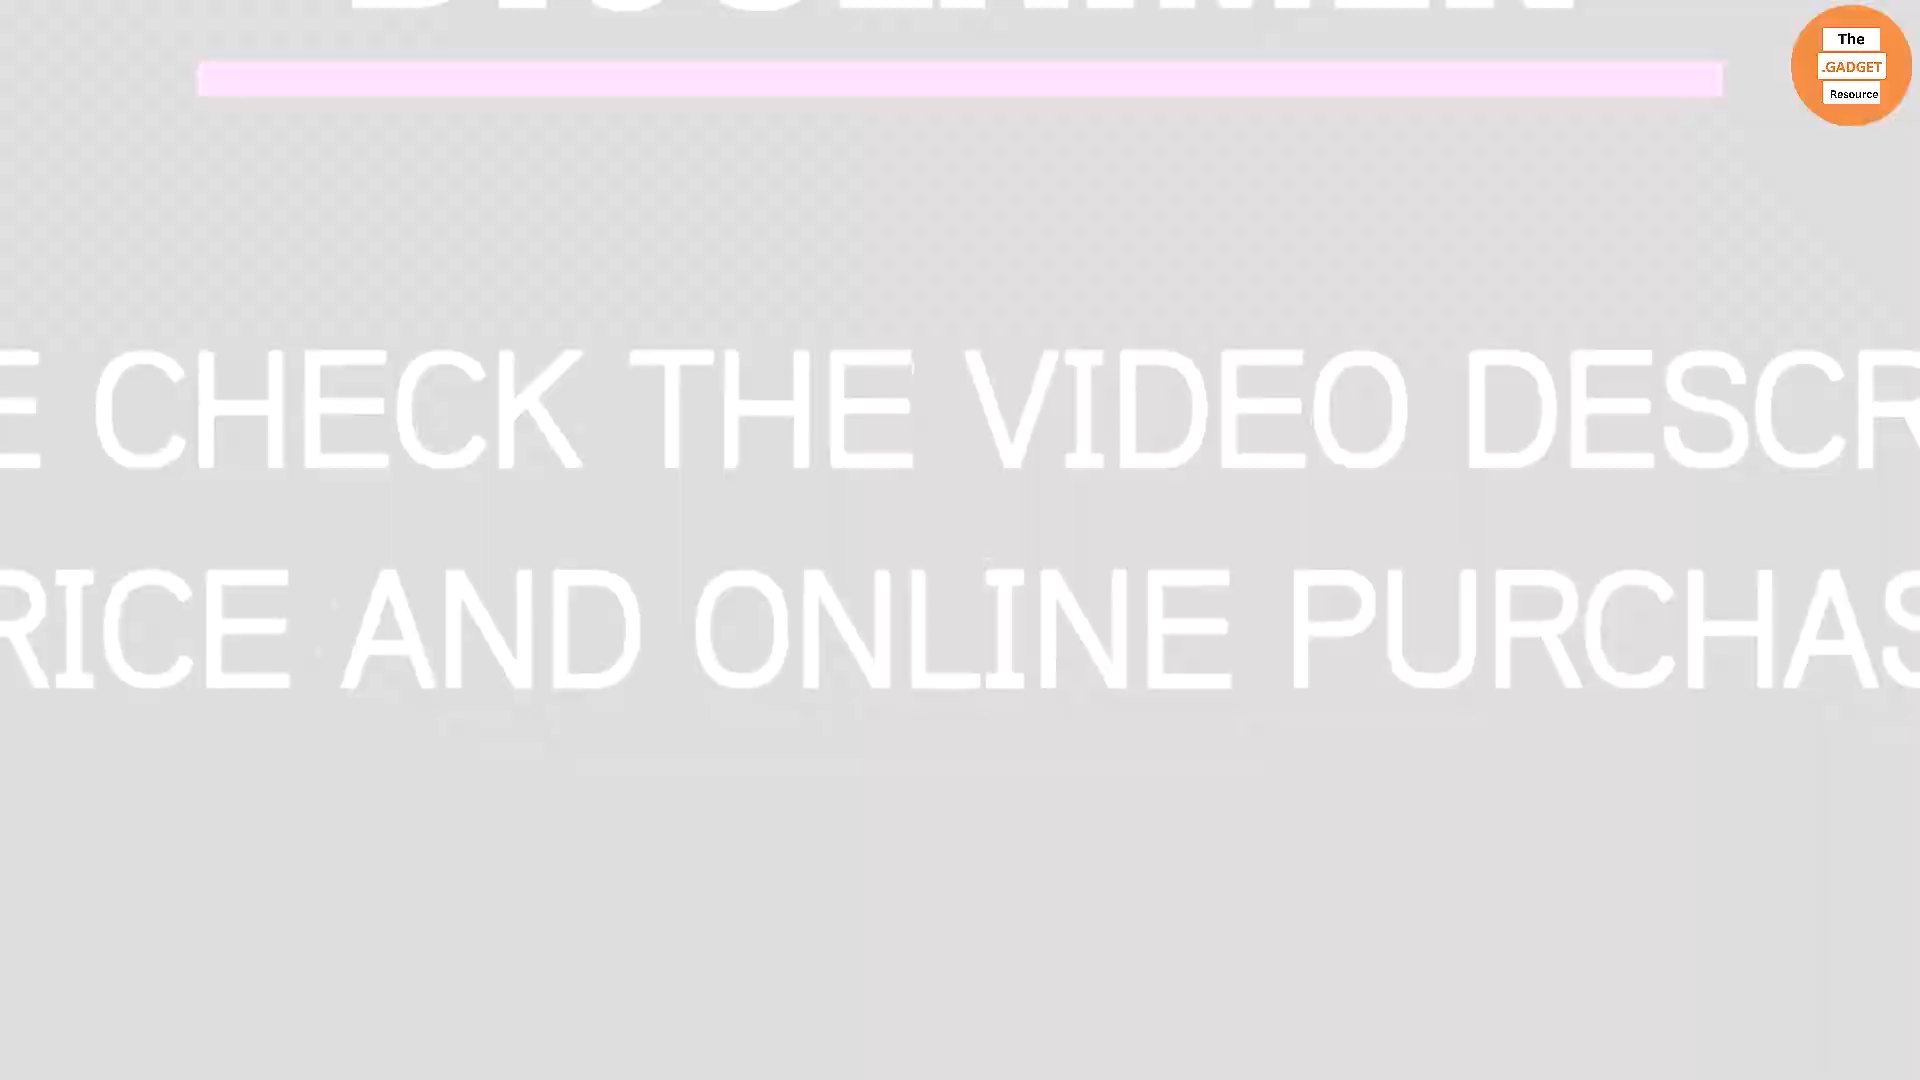 E CHECK THE VIDEO DESCR
RICE AND ONLINE PURCHAS
The
.GADGET
Resource